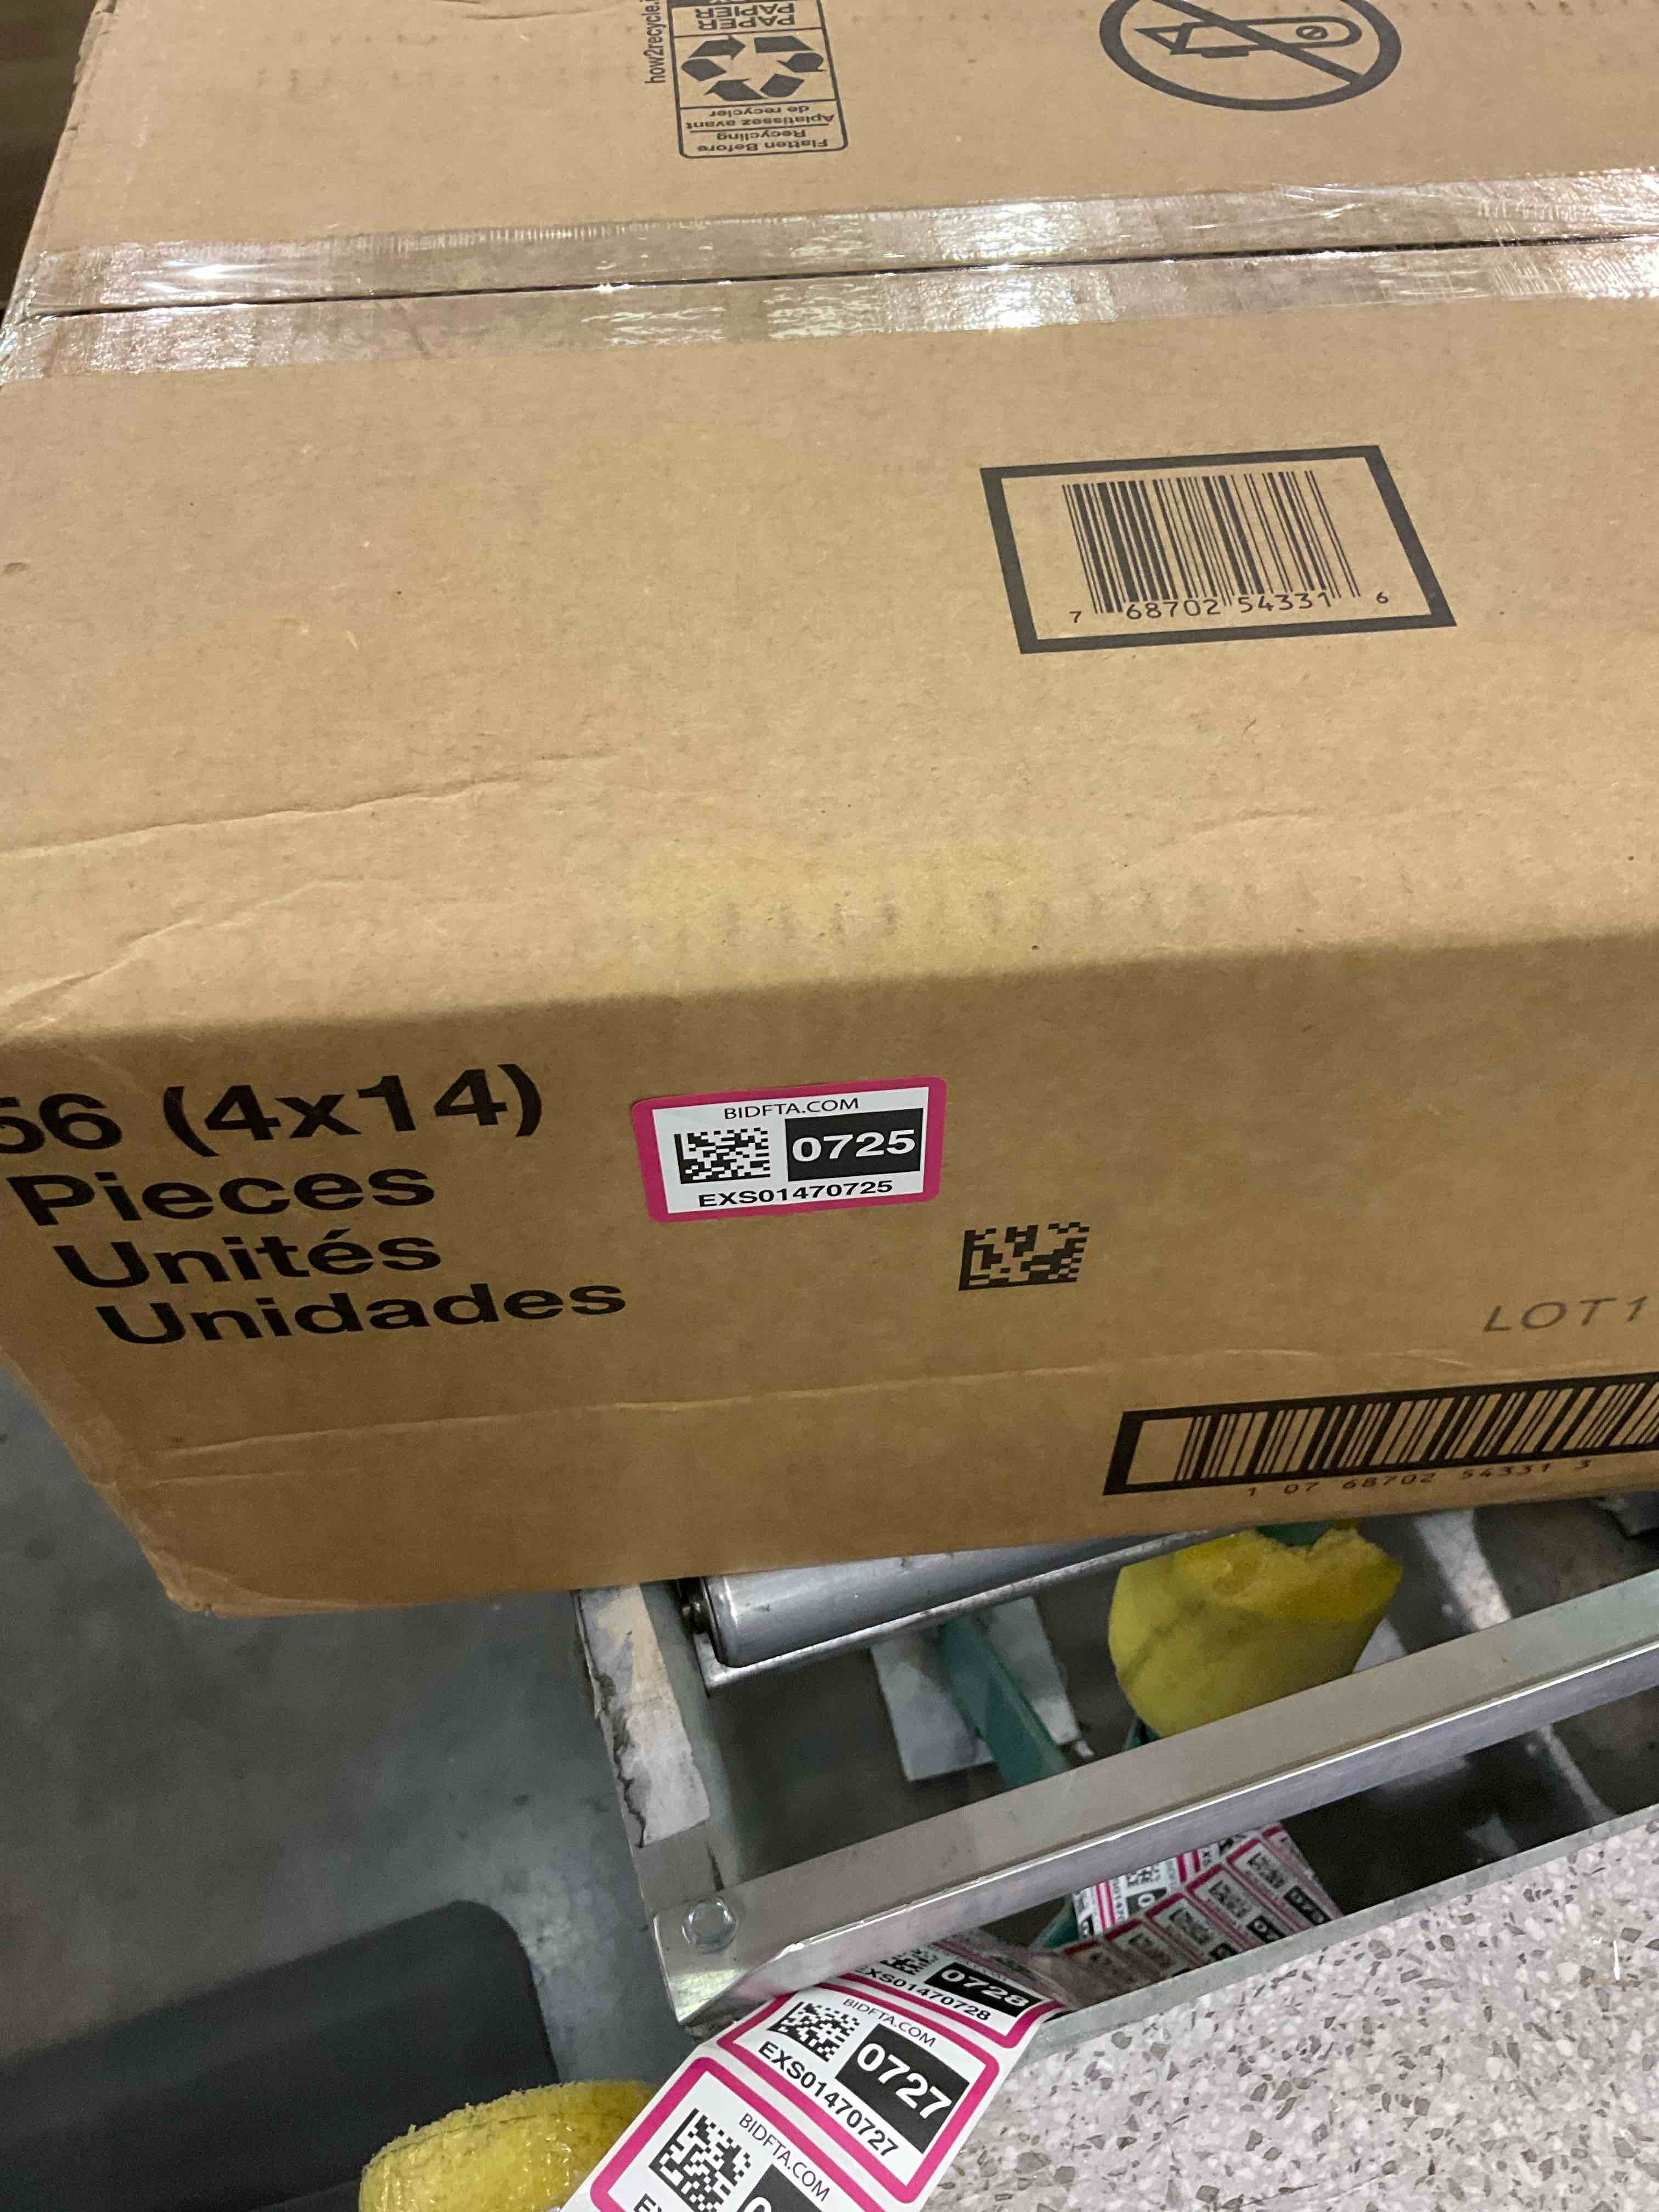 how2recycle.i
PAPIER
Aplatissez avant
de recycler
Flatten Before
Recycling
7 68702 54331 6
56 (4x14)
Pieces
Unités
Unidades
BIDFTA.COM
0725
EXS01470725
LOT1
1 07 68702 54331 3
0728
EXS01470728
BIDFTA.COM
0727
EXS01470727
BIDFTA.COM